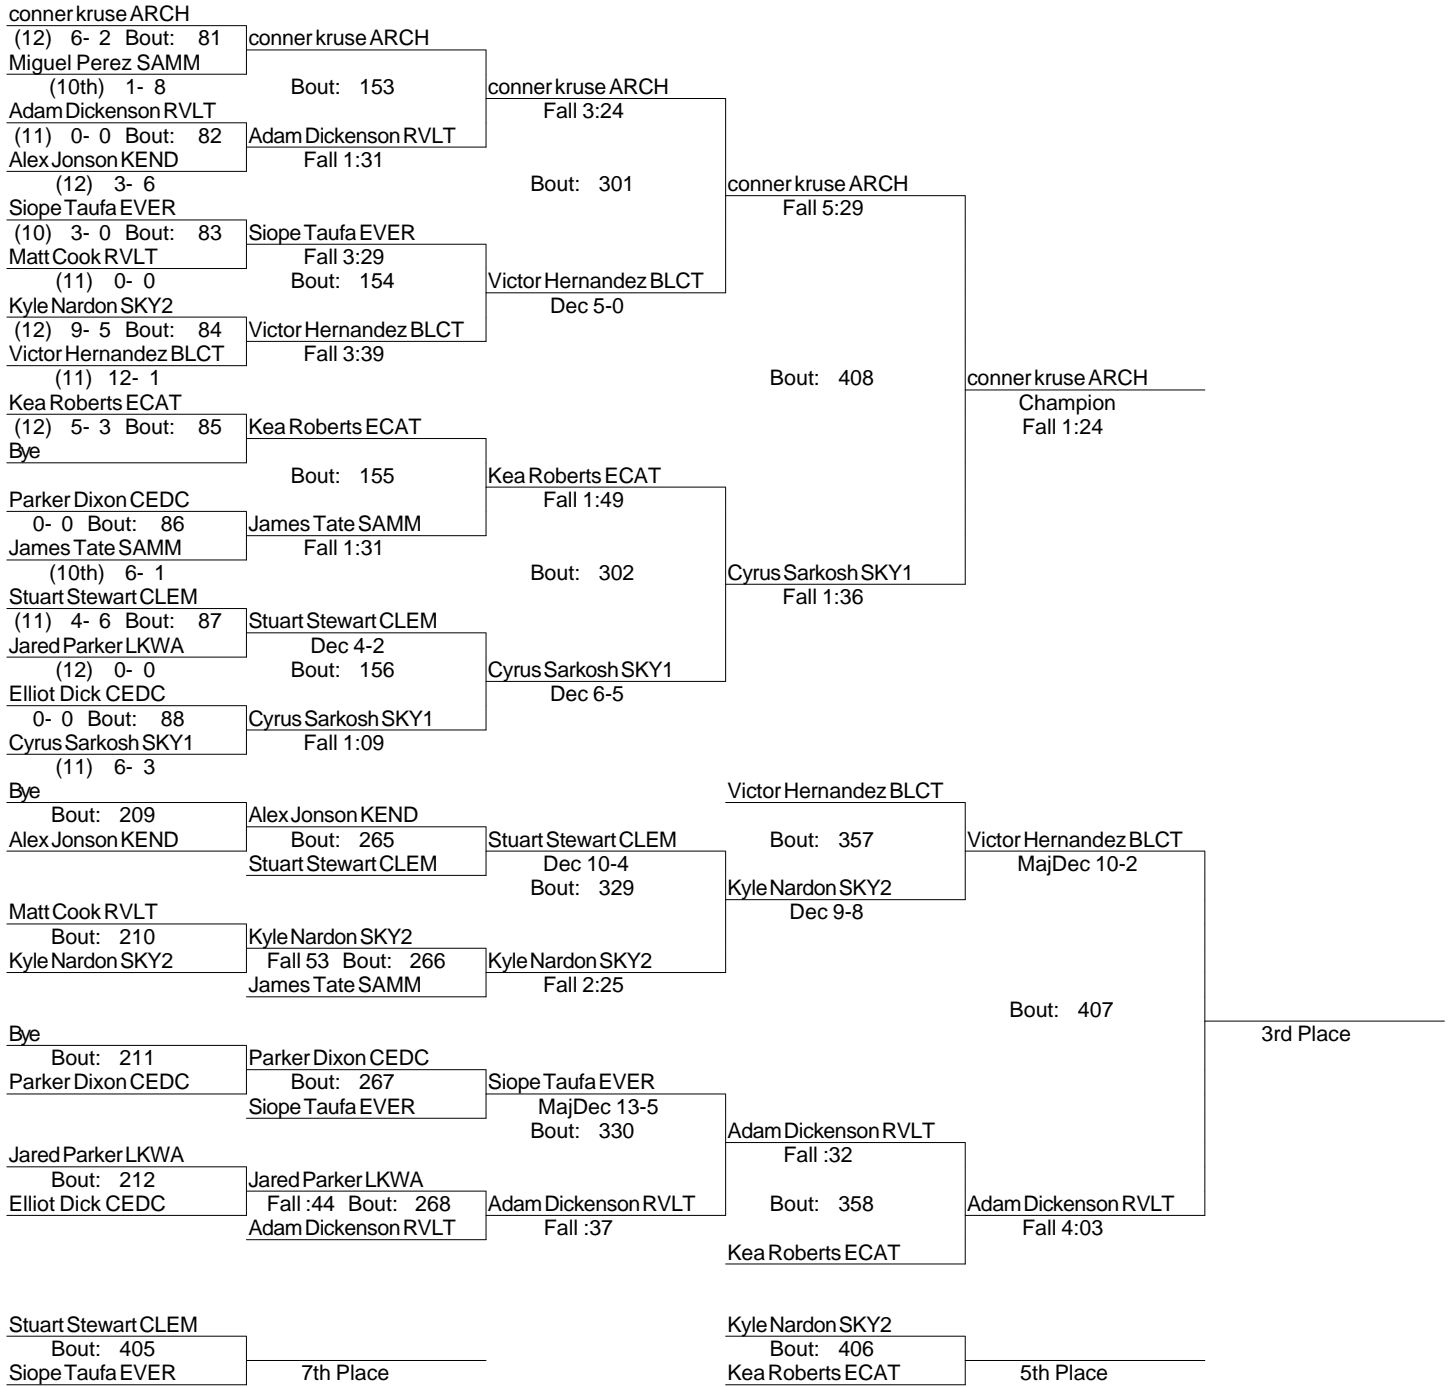 conner kruse ARCH
(12) 6- 2 Bout: 81 conner kruse ARCH
Miguel Perez SAMM
(10th) 1- 8 Bout: 153 conner kruse ARCH
Adam Dickenson RVLT Fall 3:24
(11) 0- 0 Bout: 82 Adam Dickenson RVLT
Alex Jonson KEND Fall 1:31
(12) 3- 6 Bout: 301 conner kruse ARCH
Siope Taufa EVER Fall 5:29
(10) 3- 0 Bout: 83 Siope Taufa EVER
Matt Cook RVLT Fall 3:29
(11) 0- 0 Bout: 154 Victor Hernandez BLCT
Kyle Nardon SKY2 Dec 5-0
(12) 9- 5 Bout: 84 Victor Hernandez BLCT
Victor Hernandez BLCT Fall 3:39
(11) 12- 1 Bout: 408 conner kruse ARCH
Kea Roberts ECAT Champion
(12) 5- 3 Bout: 85 Kea Roberts ECAT Fall 1:24
Bye
Bout: 155 Kea Roberts ECAT
Parker Dixon CEDC Fall 1:49
0- 0 Bout: 86 James Tate SAMM
James Tate SAMM Fall 1:31
(10th) 6- 1 Bout: 302 Cyrus Sarkosh SKY1
Stuart Stewart CLEM Fall 1:36
(11) 4- 6 Bout: 87 Stuart Stewart CLEM
Jared Parker LKWA Dec 4-2
(12) 0- 0 Bout: 156 Cyrus Sarkosh SKY1
Elliot Dick CEDC Dec 6-5
0- 0 Bout: 88 Cyrus Sarkosh SKY1
Cyrus Sarkosh SKY1 Fall 1:09
(11) 6- 3
Bye Victor Hernandez BLCT
Bout: 209 Alex Jonson KEND
Alex Jonson KEND Bout: 265 Stuart Stewart CLEM Bout: 357 Victor Hernandez BLCT
Stuart Stewart CLEM Dec 10-4 MajDec 10-2
Bout: 329 Kyle Nardon SKY2
Matt Cook RVLT Dec 9-8
Bout: 210 Kyle Nardon SKY2
Kyle Nardon SKY2 Fall 53 Bout: 266 Kyle Nardon SKY2
James Tate SAMM Fall 2:25
Bout: 407
Bye 3rd Place
Bout: 211 Parker Dixon CEDC
Parker Dixon CEDC Bout: 267 Siope Taufa EVER
Siope Taufa EVER MajDec 13-5
Bout: 330 Adam Dickenson RVLT
Jared Parker LKWA Fall :32
Bout: 212 Jared Parker LKWA
Elliot Dick CEDC Fall :44 Bout: 268 Adam Dickenson RVLT Bout: 358 Adam Dickenson RVLT
Adam Dickenson RVLT Fall :37 Fall 4:03
Kea Roberts ECAT
Stuart Stewart CLEM Kyle Nardon SKY2
Bout: 405 Bout: 406
Siope Taufa EVER 7th Place Kea Roberts ECAT 5th Place